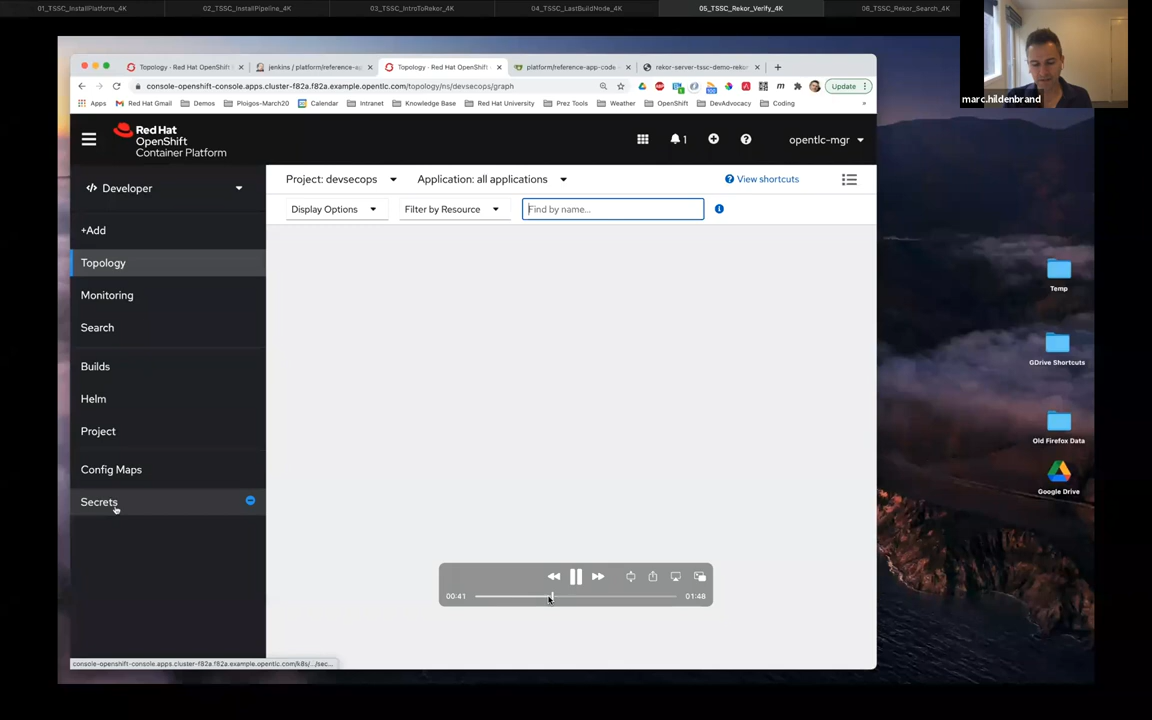 01_TSSC_InstallPlatform_4K
02_TSSC_InstallPipeline_4K
03_TSSC_IntroToRekor_4K
04_TSSC_LastBuildNode_4K
05_TSSC_Rekor_Verify_4K
06_TSSC_Rekor_Search_4K
marc.hildenbrand
Topology - Red Hat OpenShift
jenkins / platform/reference-a
Topology - Red Hat OpenShift
platform/reference-app-code
rekor-server-tssc-demo-reko
console-openshift-console.apps.cluster-f82a.f82a.example.opentlc.com/topology/ns/devsecops/graph
Update
Apps
Red Hat Gmail
Demos
Ploigos-March20
Calendar
Intranet
Knowledge Base
Red Hat University
Prez Tools
Weather
OpenShift
DevAdvocacy
Coding
Red Hat
OpenShift
Container Platform
1
opentlc-mgr
Developer
Project: devsecops
Application: all applications
View shortcuts
Display Options
Filter by Resource
Find by name...
+Add
Topology
Monitoring
Search
Builds
Helm
Project
Config Maps
Secrets
Temp
GDrive Shortcuts
Old Firefox Data
Google Drive
00:41
01:48
console-openshift-console.apps.cluster-f82a.f82a.example.opentlc.com/k8s/.../sec...